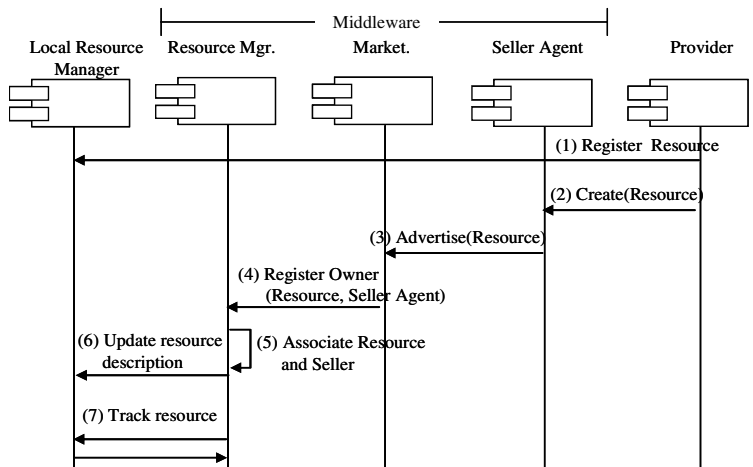 Middleware
Local Resource
Manager
Resource Mgr.
Market.
Seller Agent
Provider
(1) Register Resource
(2) Create(Resource)
(3) Advertise(Resource)
(4) Register Owner
(Resource, Seller Agent)
(5) Associate Resource
and Seller
(6) Update resource
description
(7) Track resource